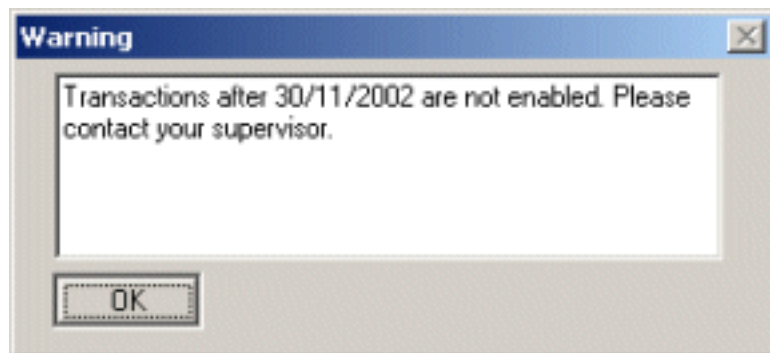 Warning
Transactions after 30/11/2002 are not enabled. Please
contact your supervisor.
OK